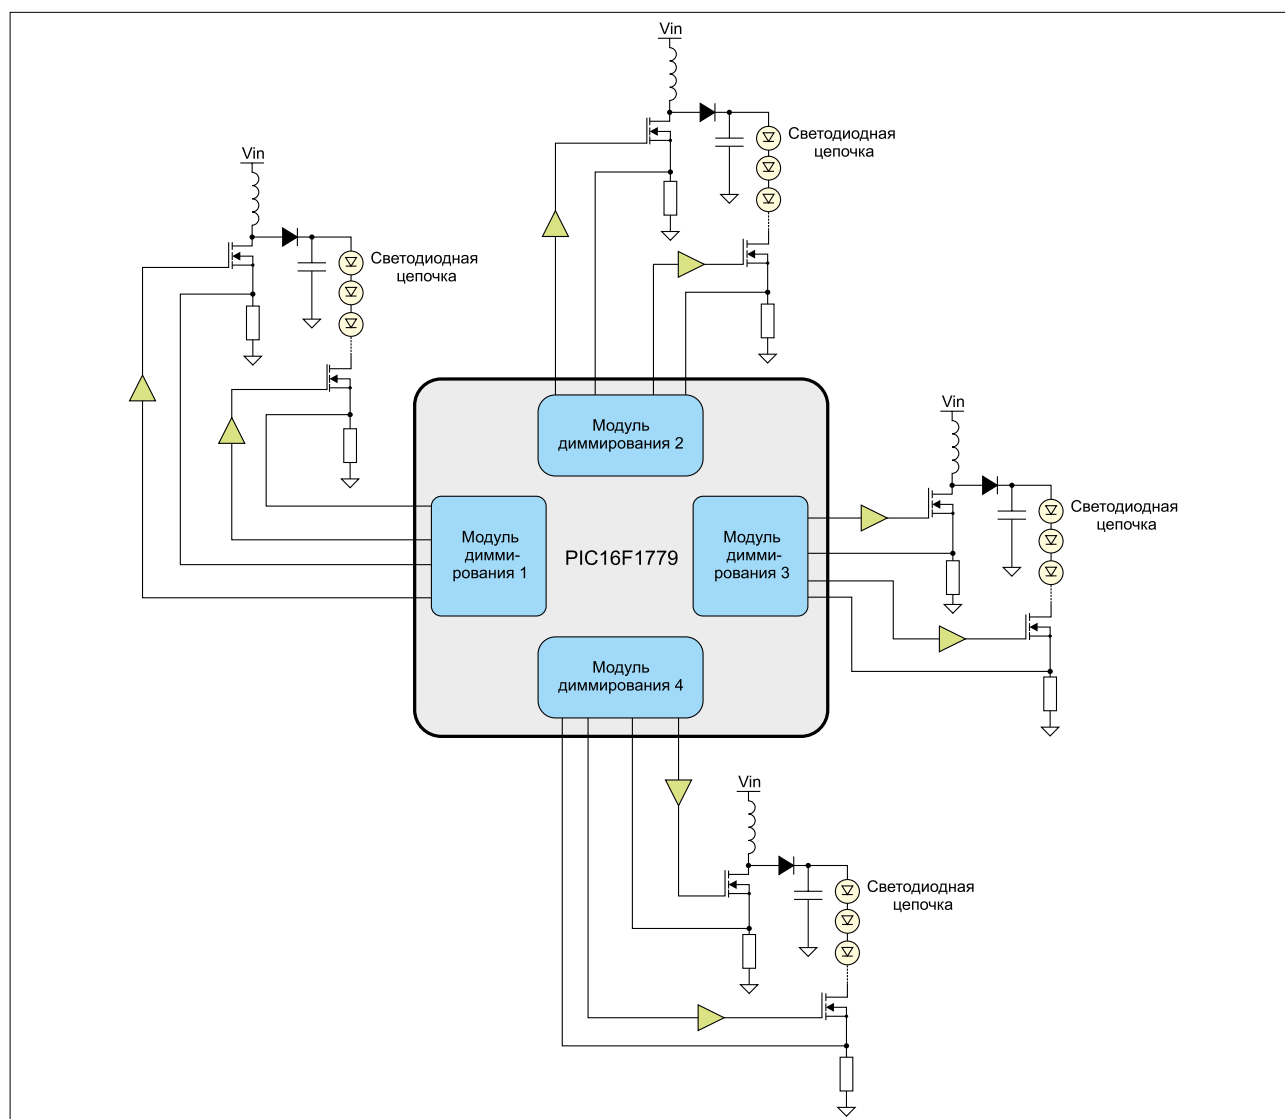 Vin
Светодиодная
цепочка
Vin
Светодиодная
цепочка
Модуль
диммирования 2
Vin
Светодиодная
цепочка
Модуль
димми-
рования 1
PIC16F1779
Модуль
димми-
рования 3
Модуль
диммирования 4
Vin
Светодиодная
цепочка